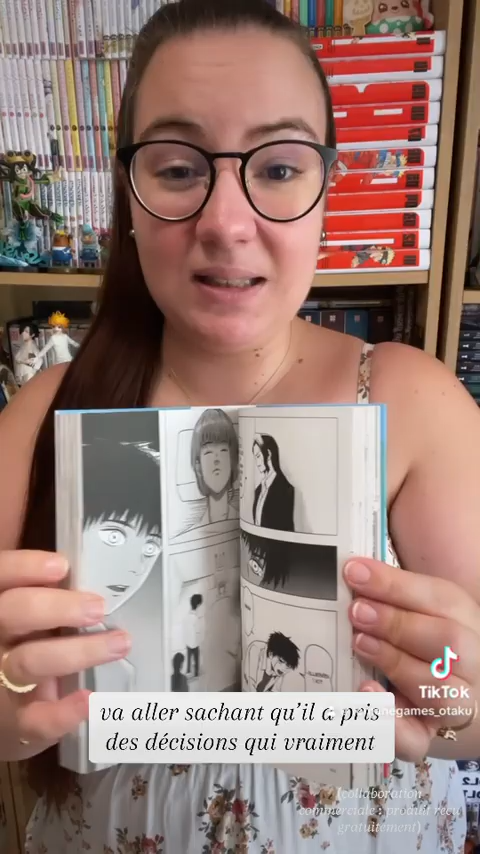 va aller sachant qu'il a pris
des décisions qui vraiment
TikTok
(collaboration
commerciale : produit reçu
gratuitement)